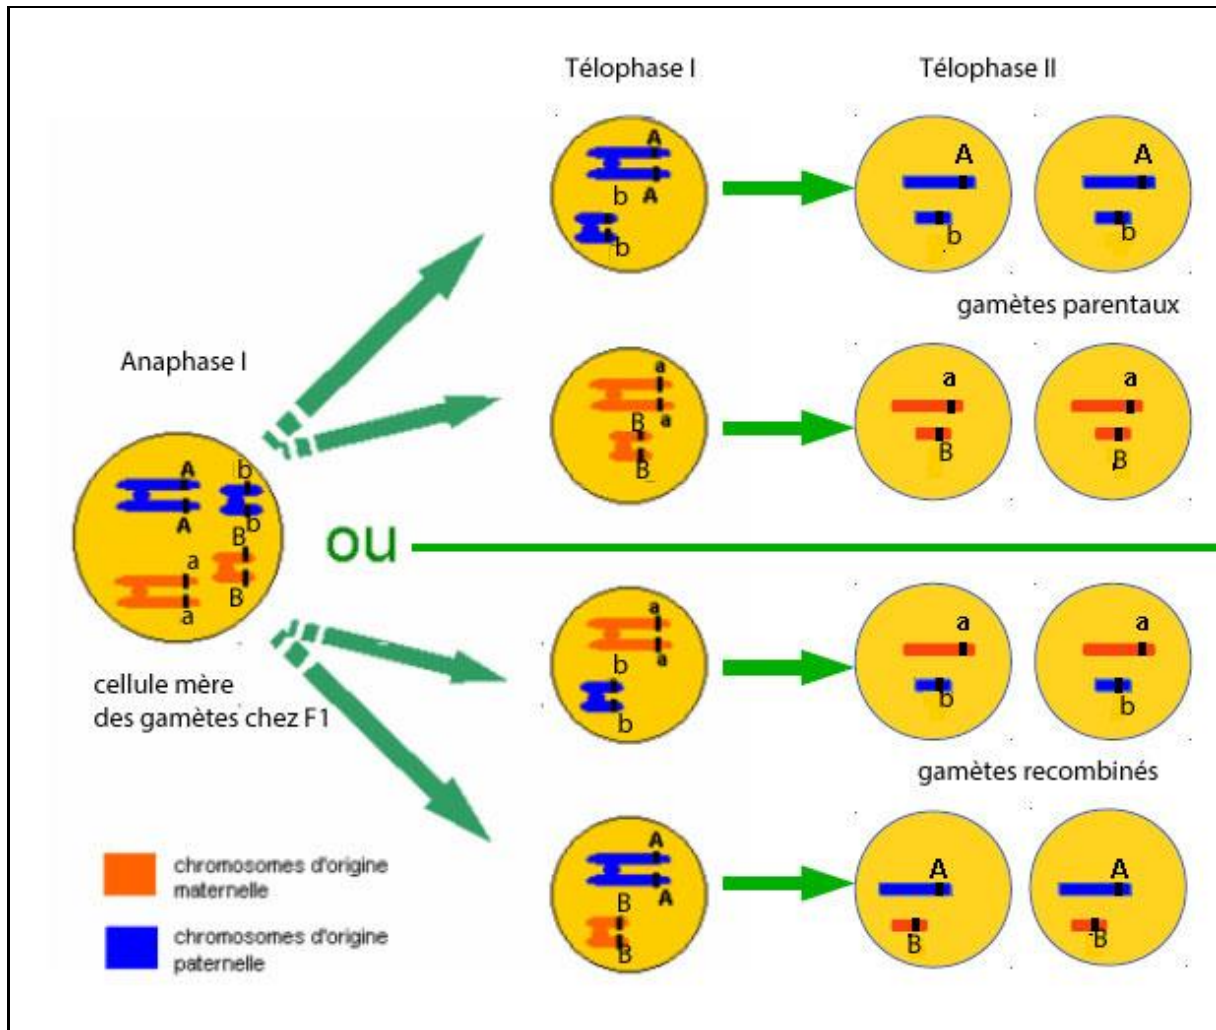 Télophase I
Télophase II
A
A
b
b
A
b
A
b
gamètes parentaux
Anaphase I
a
a
B
B
a
B
a
B
A
A
b
b
B
B
a
a
ou
cellule mère
des gamètes chez F1
a
a
b
b
a
b
a
b
gamètes recombinés
A
A
B
B
A
B
A
B
chromosomes d'origine
maternelle
chromosomes d'origine
paternelle